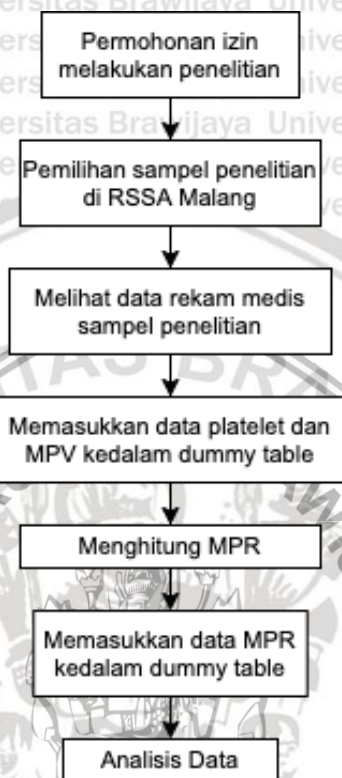 Permohonan izin
melakukan penelitian
Pemilihan sampel penelitian
di RSSA Malang
Melihat data rekam medis
sampel penelitian
Memasukkan data platelet dan
MPV kedalam dummy table
Menghitung MPR
Memasukkan data MPR
kedalam dummy table
Analisis Data